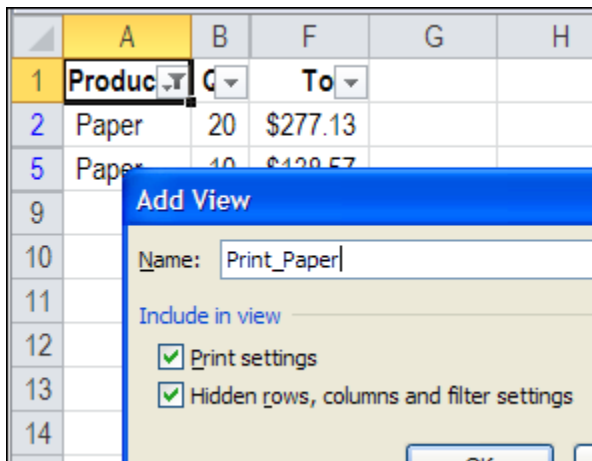 A B F G H
1 Produc To
2 Paper 20 $277.13
5
9
Add View
10 Name: Print_Paper
11
Include in view
12
Print settings
13 Hidden rows, columns and filter settings
14